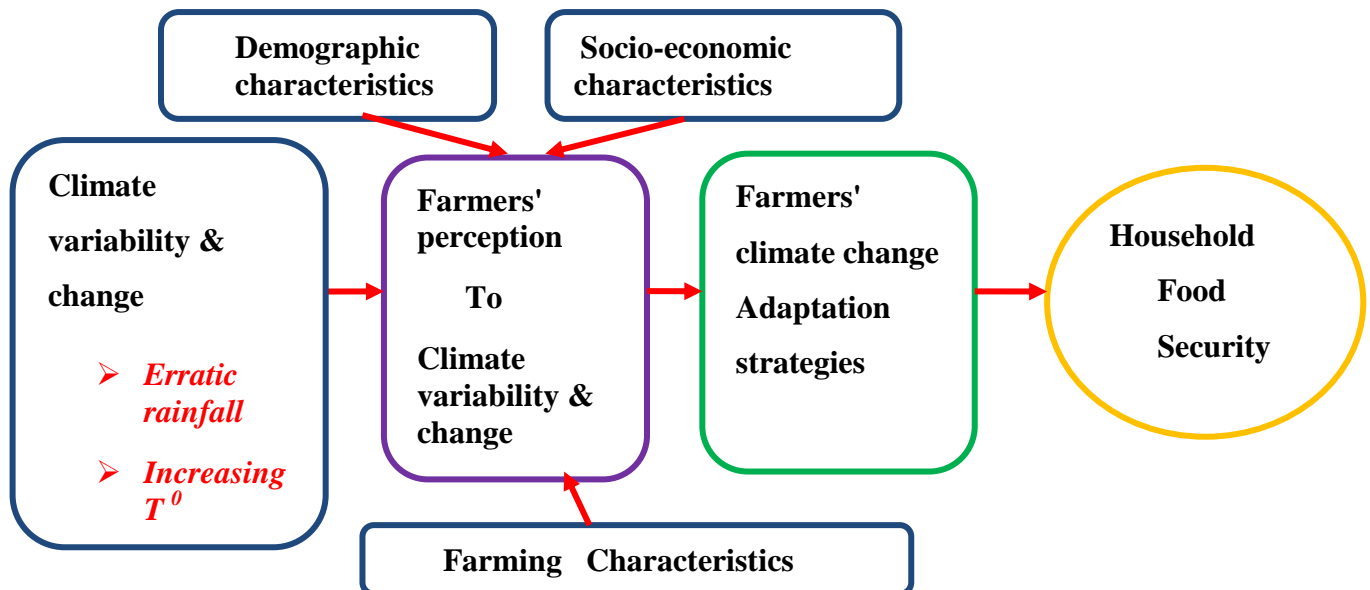 Demographic
characteristics
Socio-economic
characteristics
Climate
variability &
change
➢ Erratic
rainfall
➢ Increasing
T⁰
Farmers'
perception
To
Climate
variability &
change
Farmers'
climate change
Adaptation
strategies
Household
Food
Security
Farming Characteristics